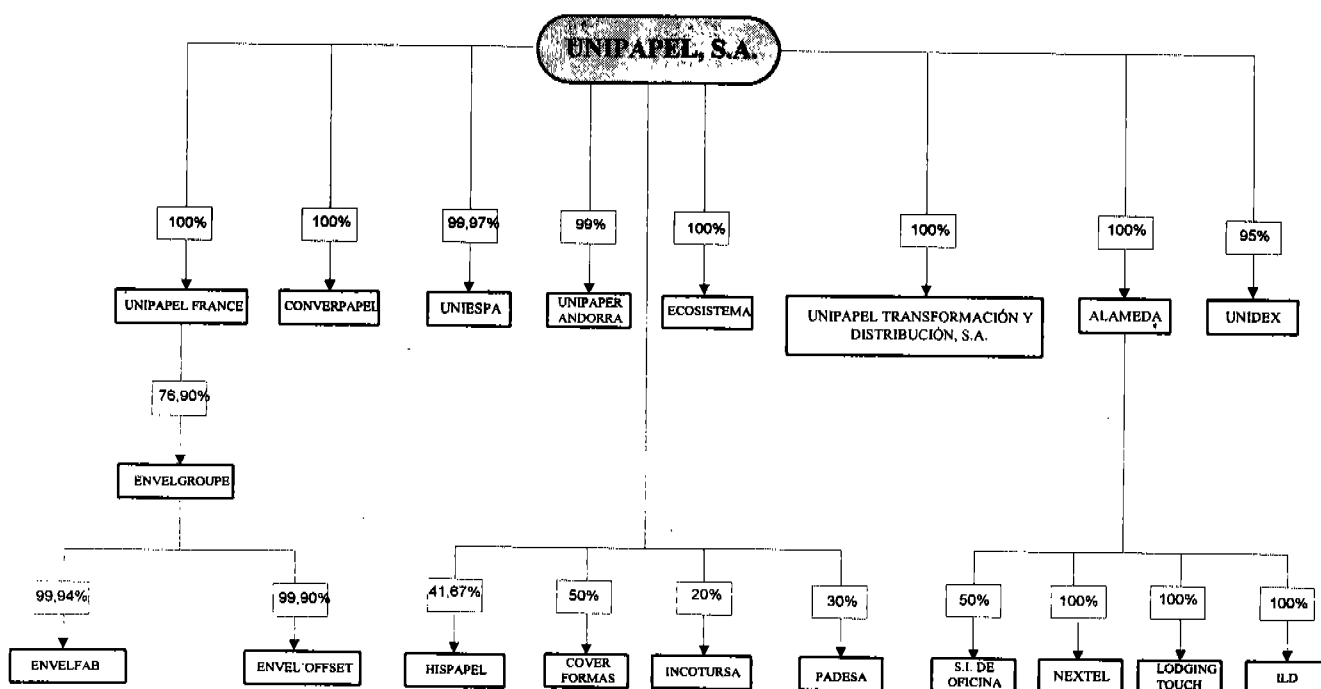 UNIPAPEL, S.A.
100%
100%
99,97%
99%
100%
100%
100%
95%
UNIPAPEL FRANCE
CONVERPAPEL
UNIESPA
UNIPAPER
ANDORRA
ECOSISTEMA
UNIPAPEL TRANSFORMACIÓN Y
DISTRIBUCIÓN, S.A.
ALAMEDA
UNIDEX
76,90%
ENVELGROUPE
99,94%
99,90%
41,67%
50%
20%
30%
50%
100%
100%
100%
ENVELFAB
ENVEL'OFFSET
HISPAPEL
COVER
FORMAS
INCOTURSA
PADESA
S.I. DE
OFICINA
NEXTEL
LODGING
TOUCH
ILD